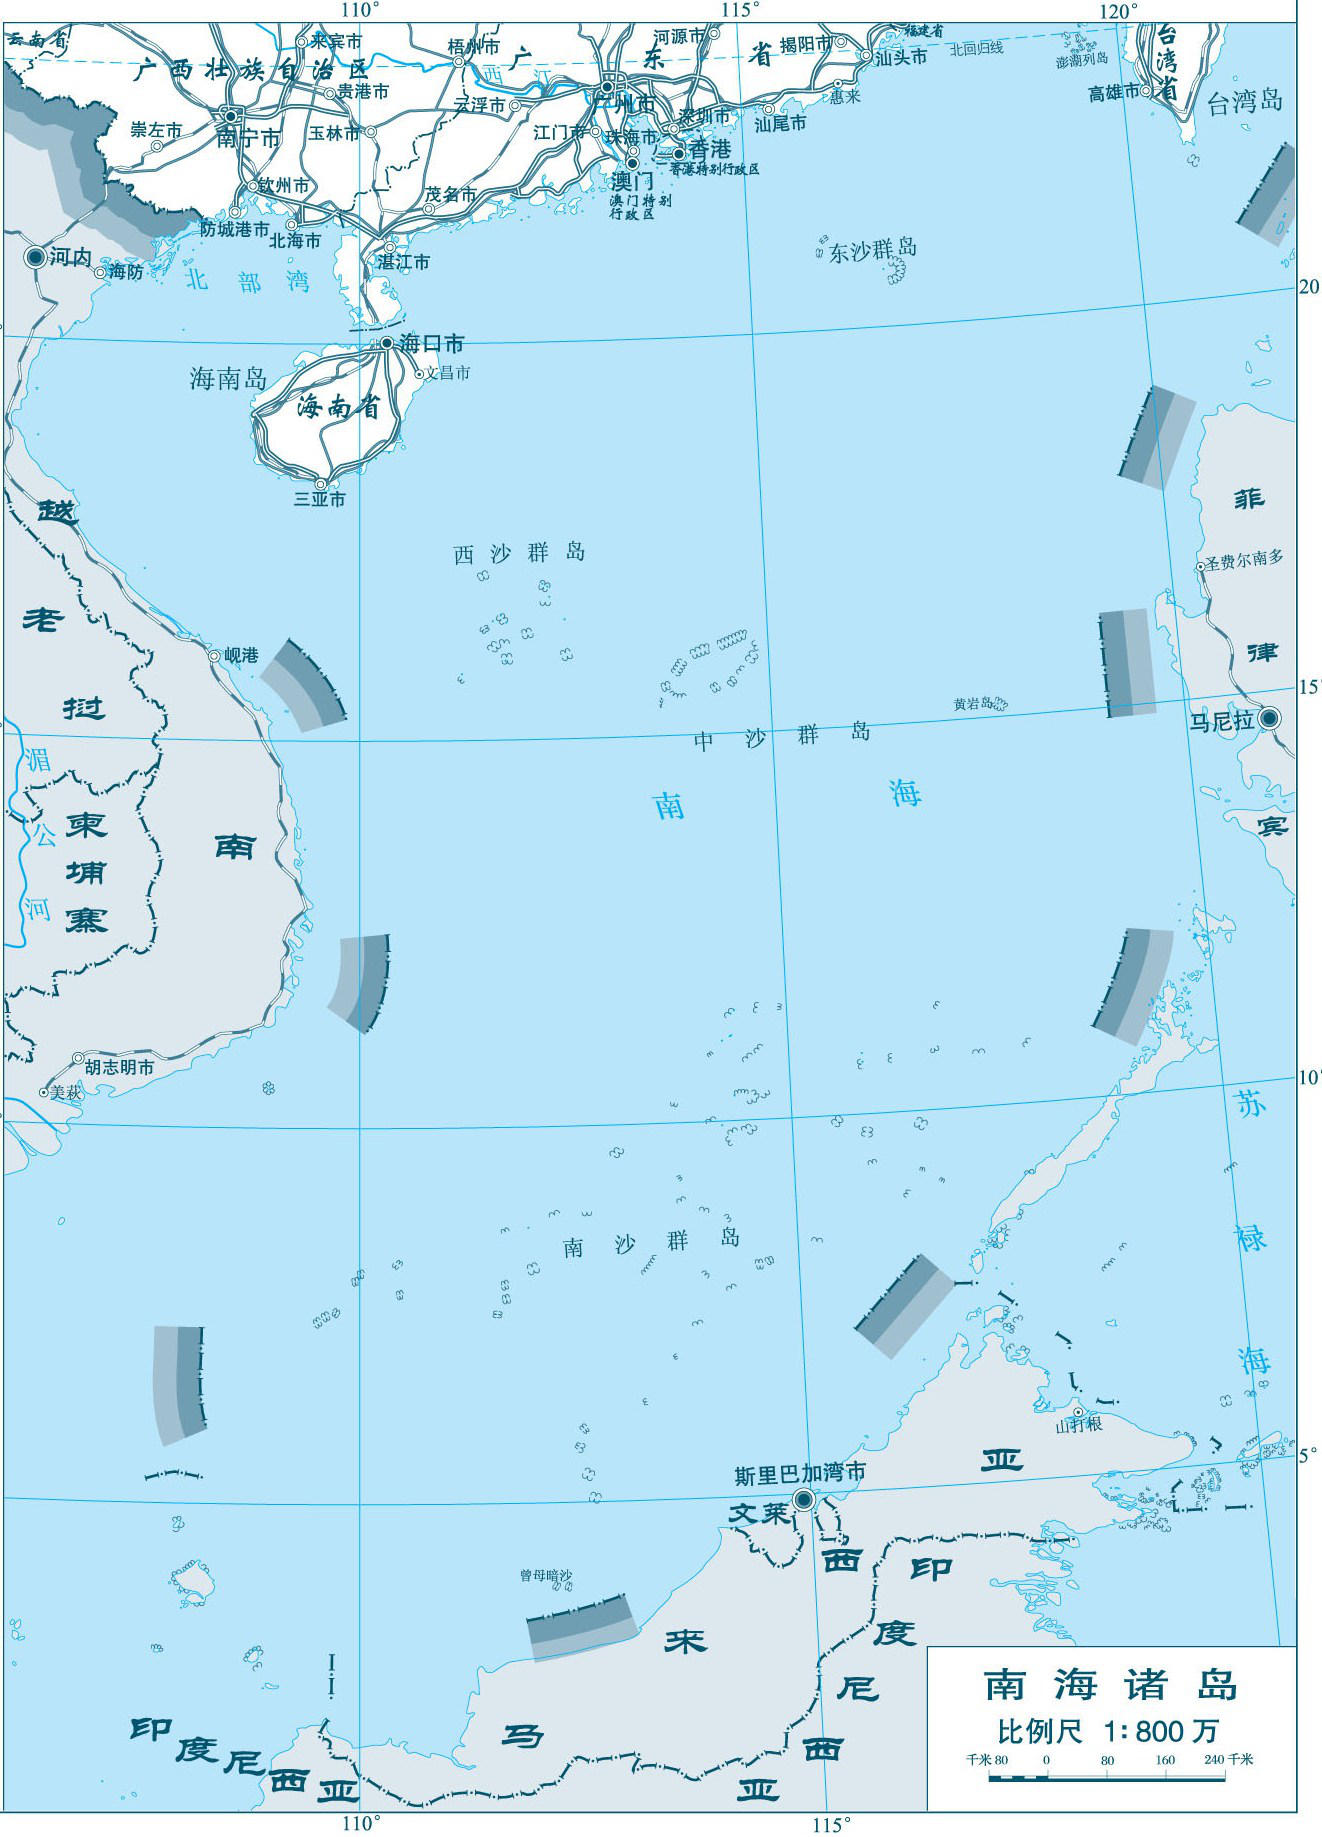 110°
115°
120°
云南省
来宾市
梧州市
广东省
河源市
揭阳市
福建省
汕头市
北回归线
澎湖列岛
台湾省
广西壮族自治区
西江
贵港市
云浮市
广州市
惠来
高雄市
台湾岛
崇左市
南宁市
玉林市
江门市
珠海市
深圳市
汕尾市
香港
香港特别行政区
澳门
澳门特别
行政区
钦州市
茂名市
防城港市
北海市
湛江市
东沙群岛
河内
海防
北部湾
20
海口市
海南岛
文昌市
海南省
三亚市
越南
菲律宾
西沙群岛
圣费尔南多
老挝
岘港
15°
黄岩岛
马尼拉
中沙群岛
湄公河
南海
柬埔寨
胡志明市
美萩
10°
苏禄海
南沙群岛
山打根
5°
斯里巴加湾市
文莱
马来西亚
曾母暗沙
印度尼西亚
印度尼西亚
南海诸岛
比例尺 1:800万
千米 80 0 80 160 240 千米
110°
115°